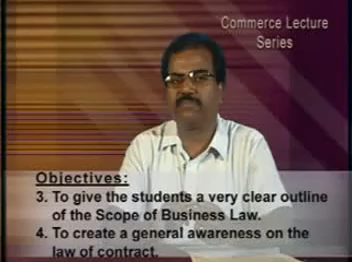 Commerce Lecture
Series
Objectives:
3. To give the students a very clear outline
of the Scope of Business Law.
4. To create a general awareness on the
law of contract.